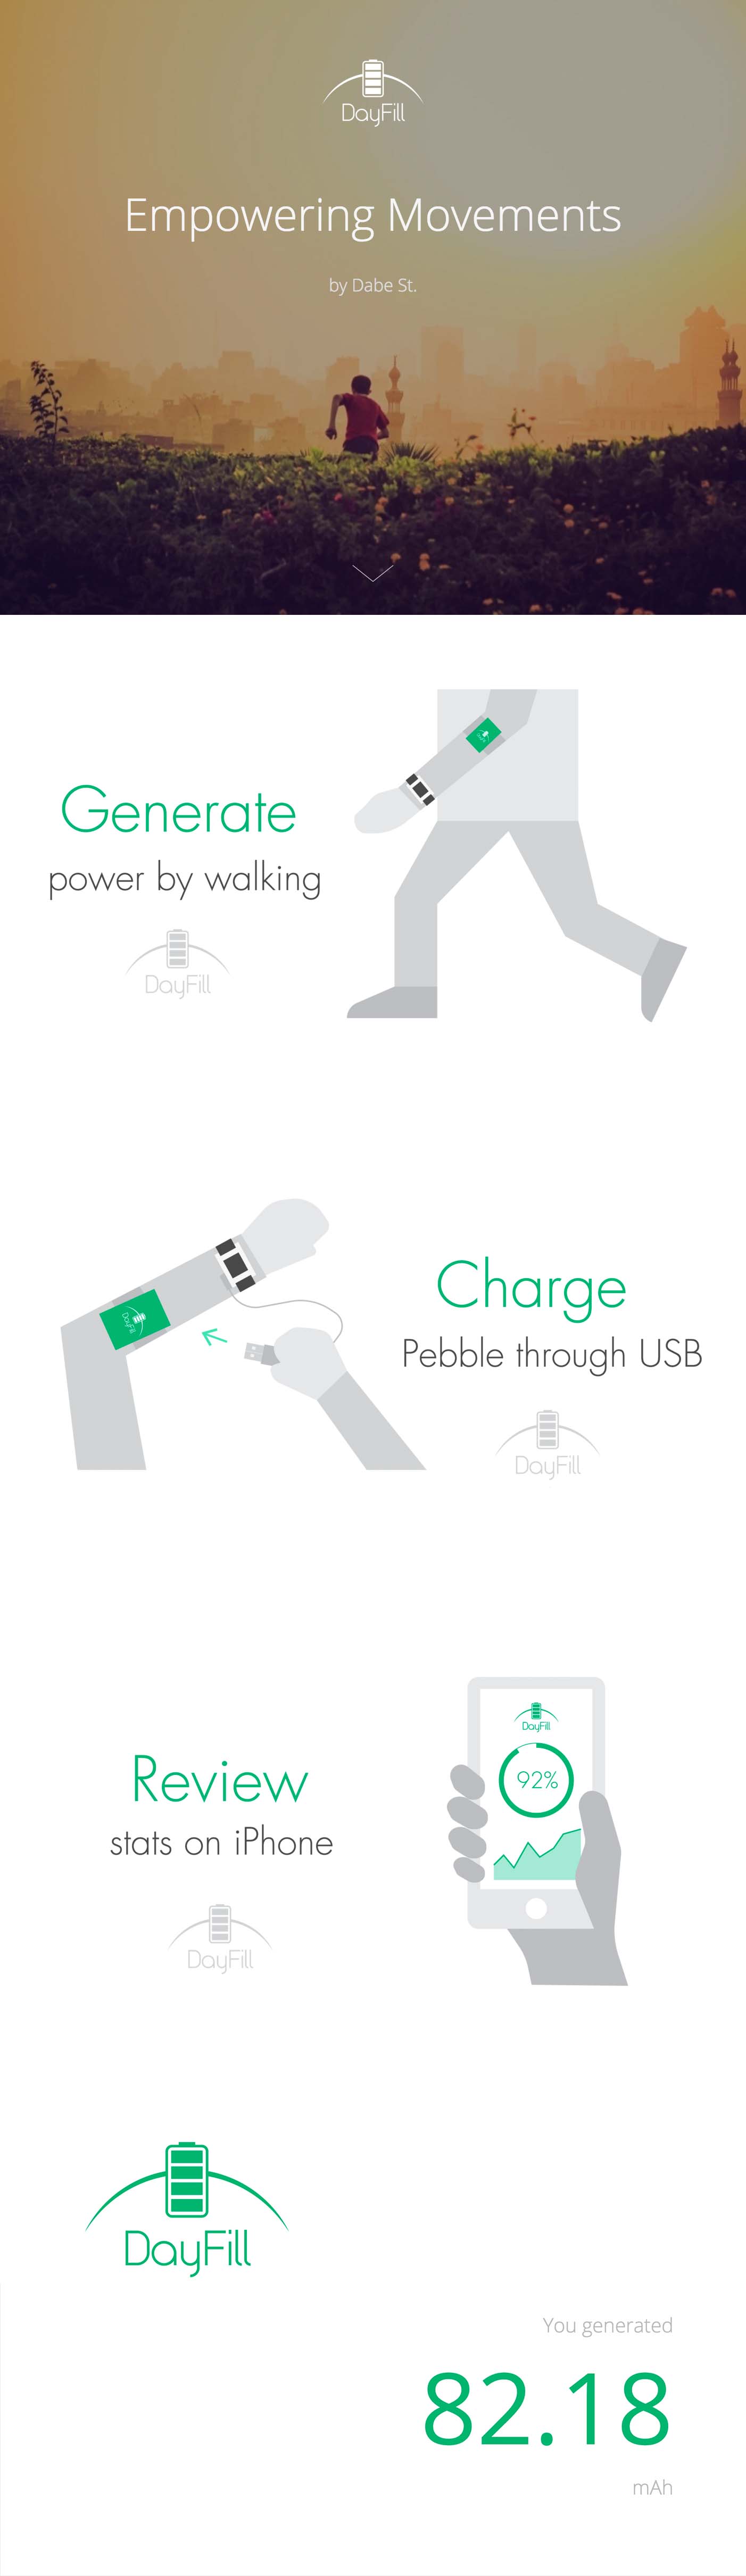 DayFill
Empowering Movements
by Dabe St.
Generate
power by walking
DayFill
Charge
Pebble through USB
DayFill
DayFill
DayFill
92%
Review
stats on iPhone
DayFill
DayFill
You generated
82.18
mAh